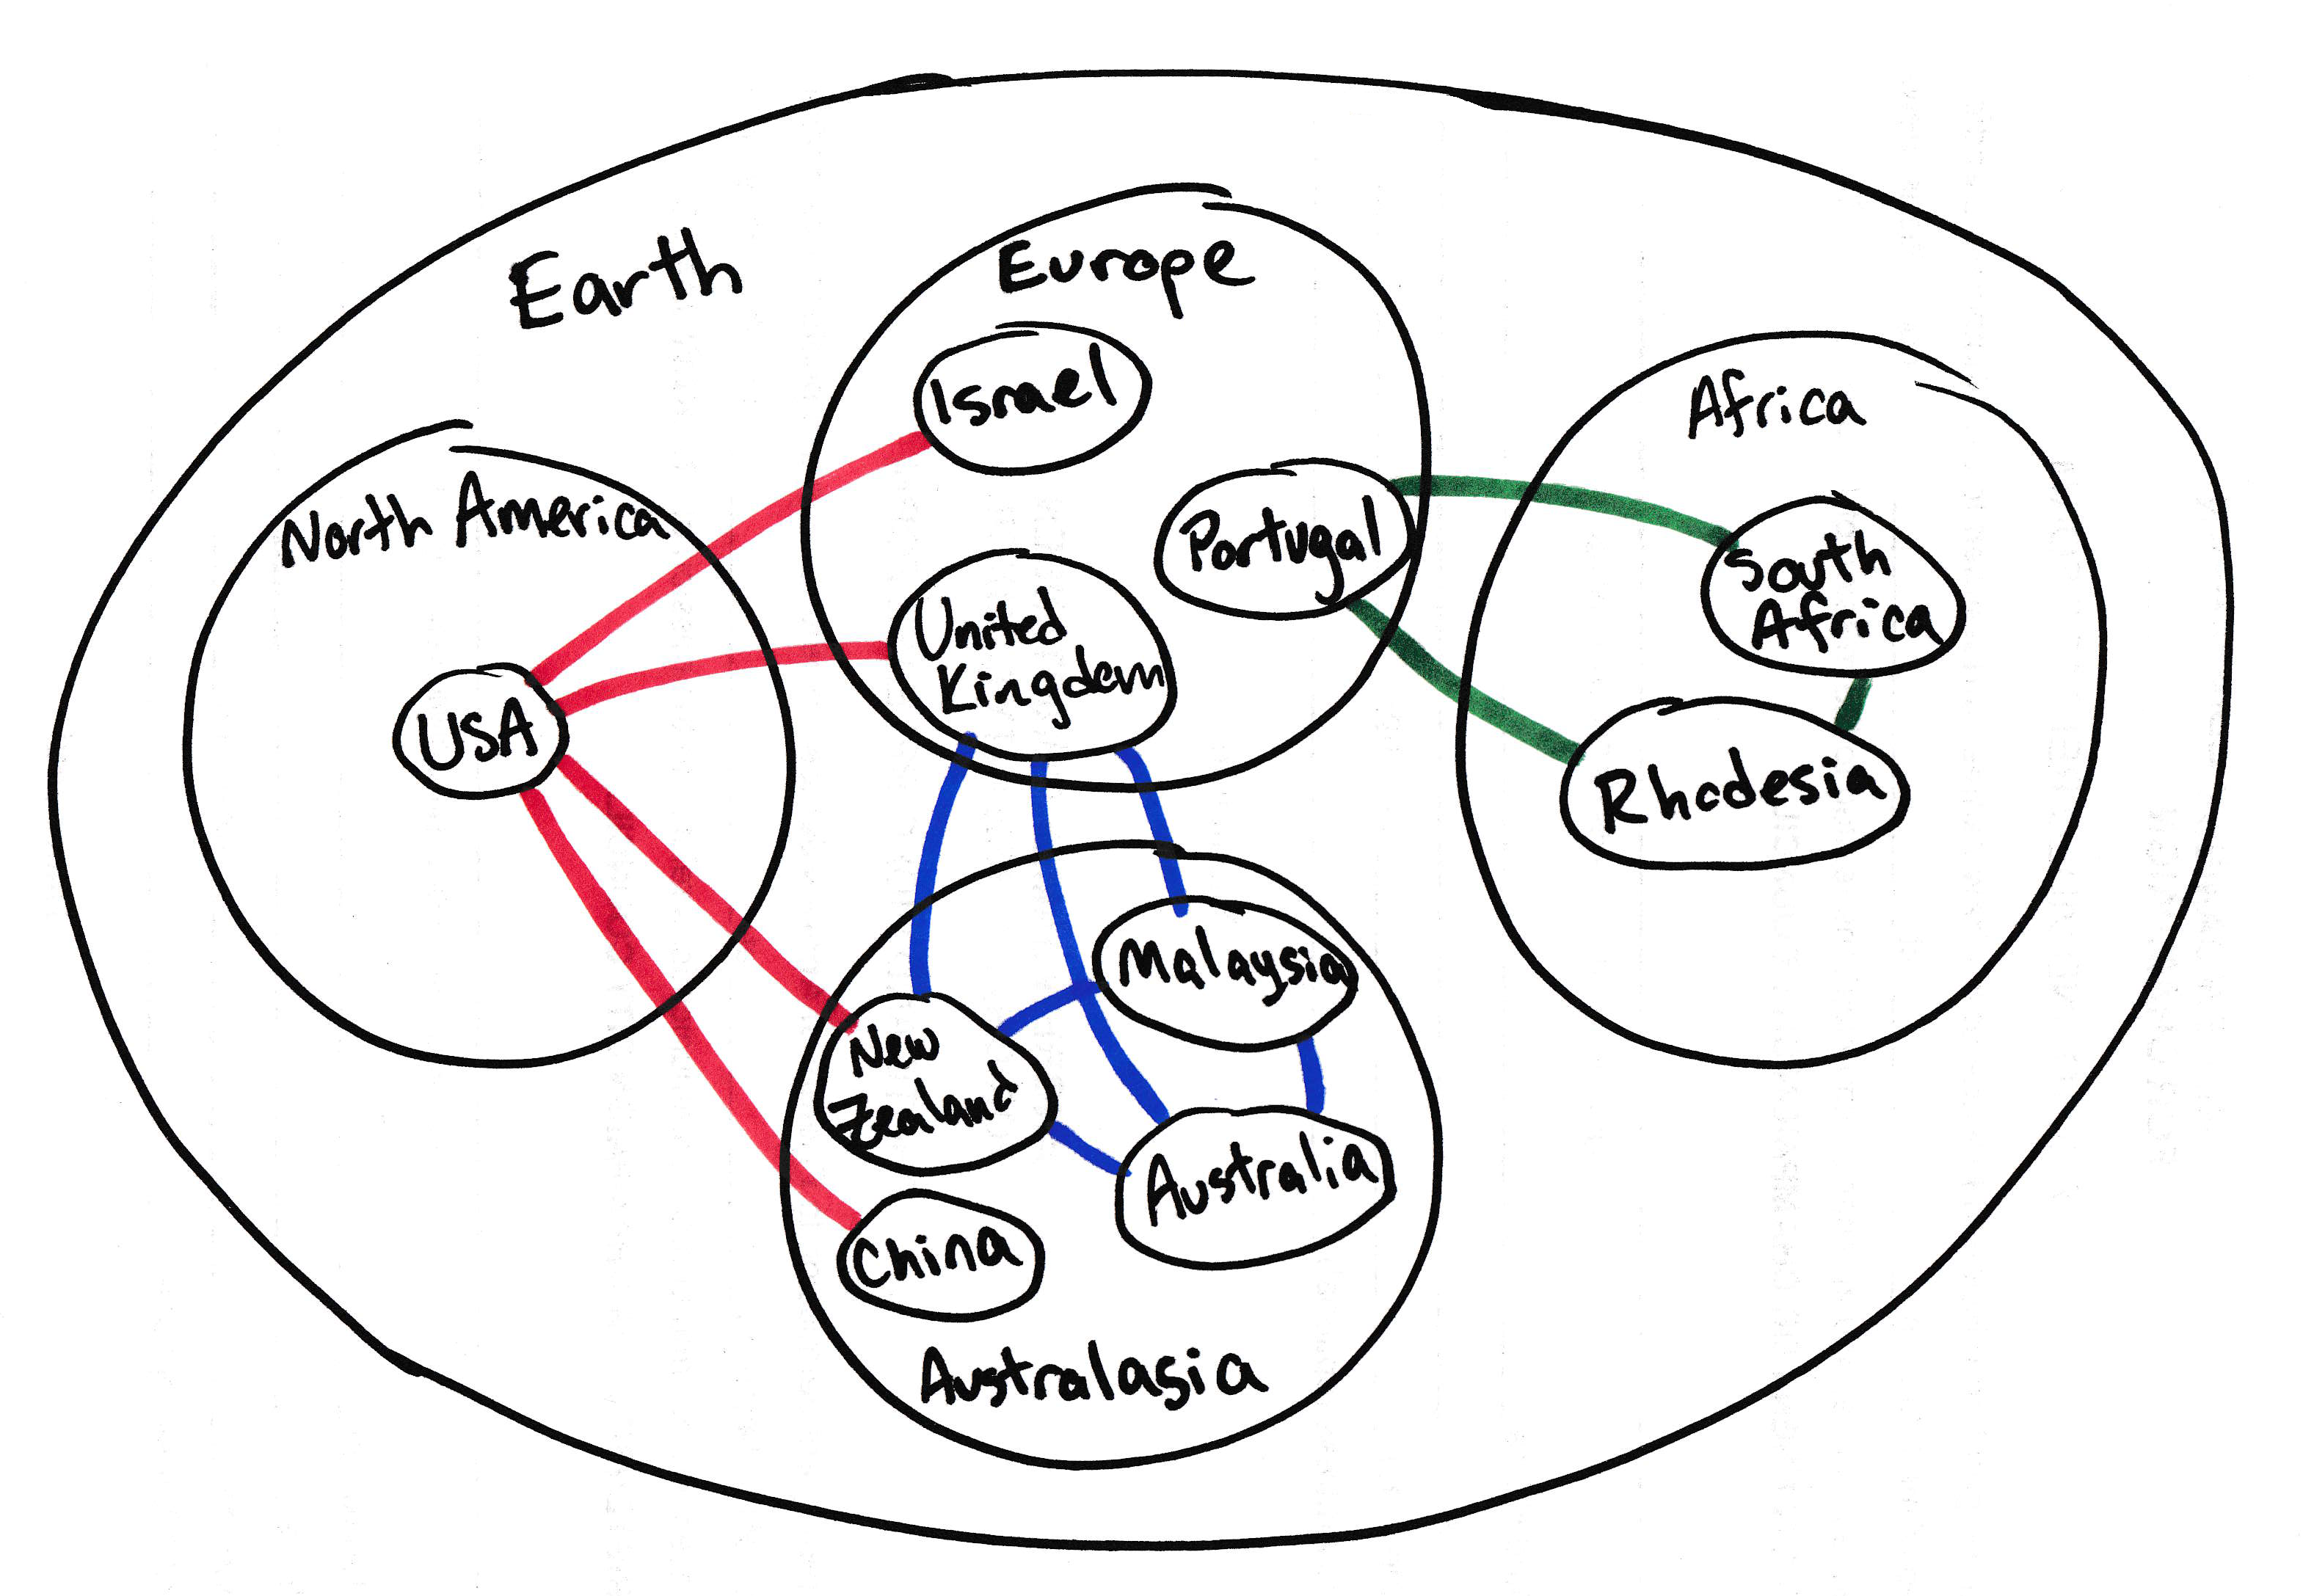 Earth
Europe
Israel
Africa
North America
Portugal
South
Africa
United
Kingdom
USA
Rhodesia
Malaysia
New
Zealand
Australia
China
Australasia